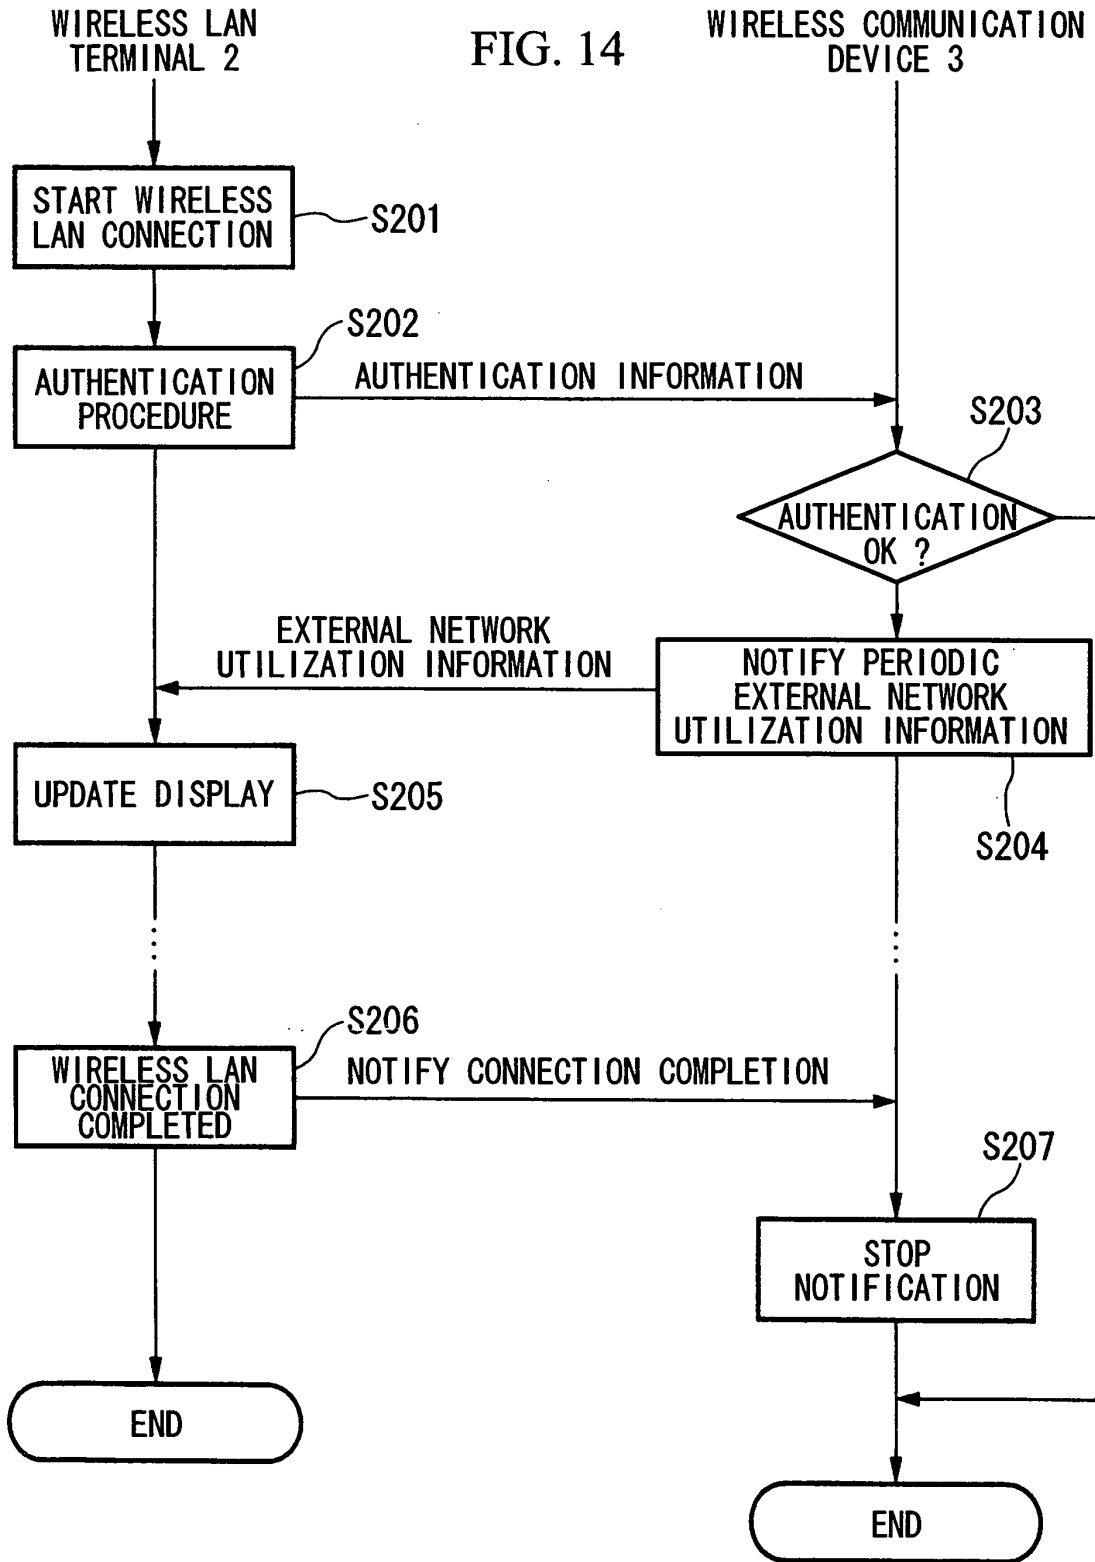 WIRELESS LAN
TERMINAL 2
FIG. 14
WIRELESS COMMUNICATION
DEVICE 3
START WIRELESS
LAN CONNECTION
S201
S202
AUTHENTICATION
PROCEDURE
AUTHENTICATION INFORMATION
S203
AUTHENTICATION
OK ?
EXTERNAL NETWORK
UTILIZATION INFORMATION
NOTIFY PERIODIC
EXTERNAL NETWORK
UTILIZATION INFORMATION
UPDATE DISPLAY
S205
S204
S206
WIRELESS LAN
CONNECTION
COMPLETED
NOTIFY CONNECTION COMPLETION
S207
STOP
NOTIFICATION
END
END